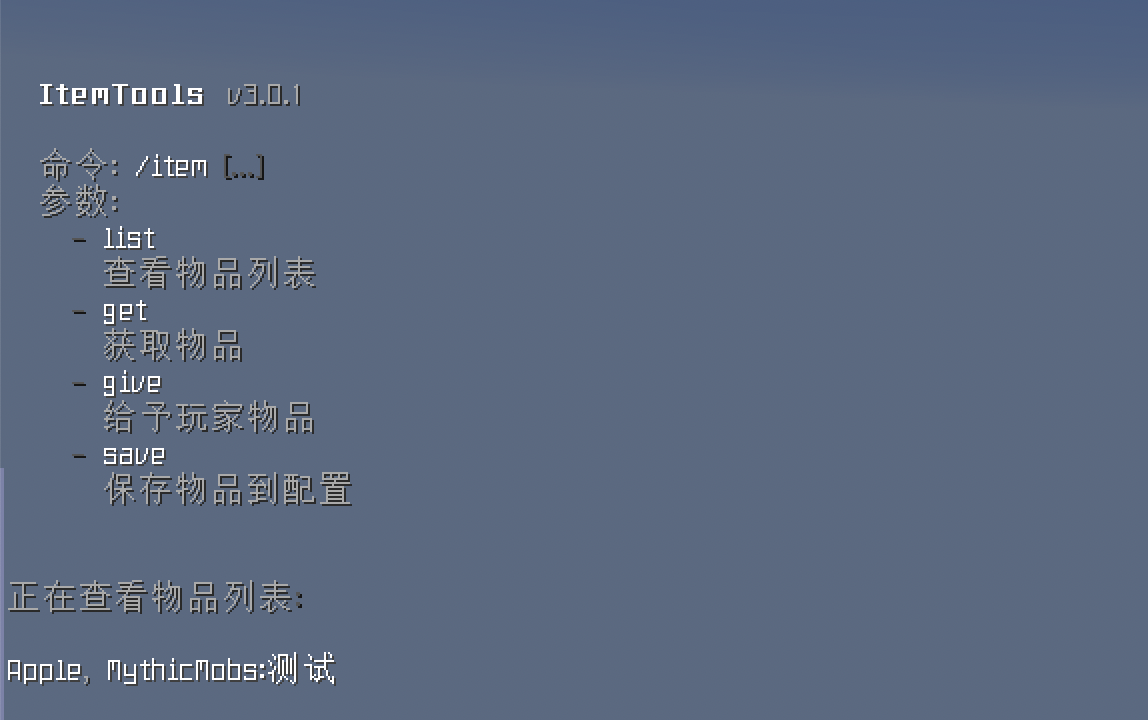 ItemTools v3.0.1
命令: /item [...]
参数:
- list
查看物品列表
- get
获取物品
- give
给予玩家物品
- save
保存物品到配置
正在查看物品列表:
Apple, MythicMobs:测试